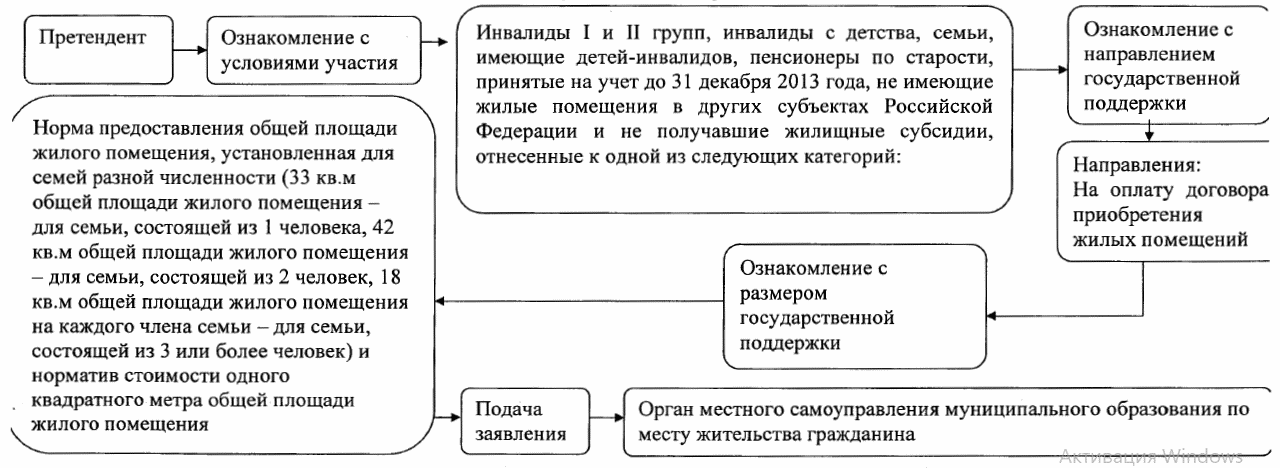 Претендент
Ознакомление с
условиями участия
Инвалиды I и II групп, инвалиды с детства, семьи,
имеющие детей-инвалидов, пенсионеры по старости,
принятые на учет до 31 декабря 2013 года, не имеющие
жилые помещения в других субъектах Российской
Федерации и не получавшие жилищные субсидии,
отнесенные к одной из следующих категорий:
Ознакомление с
направлением
государственной
поддержки
Направления:
На оплату договора
приобретения
жилых помещений
Ознакомление с
размером
государственной
поддержки
Норма предоставления общей площади
жилого помещения, установленная для
семей разной численности (33 кв.м
общей площади жилого помещения –
для семьи, состоящей из 1 человека, 42
кв.м общей площади жилого помещения
– для семьи, состоящей из 2 человек, 18
кв.м общей площади жилого помещения
на каждого члена семьи – для семьи,
состоящей из 3 или более человек) и
норматив стоимости одного
квадратного метра общей площади
жилого помещения
Подача
заявления
Орган местного самоуправления муниципального образования по
месту жительства гражданина
Активация Windows